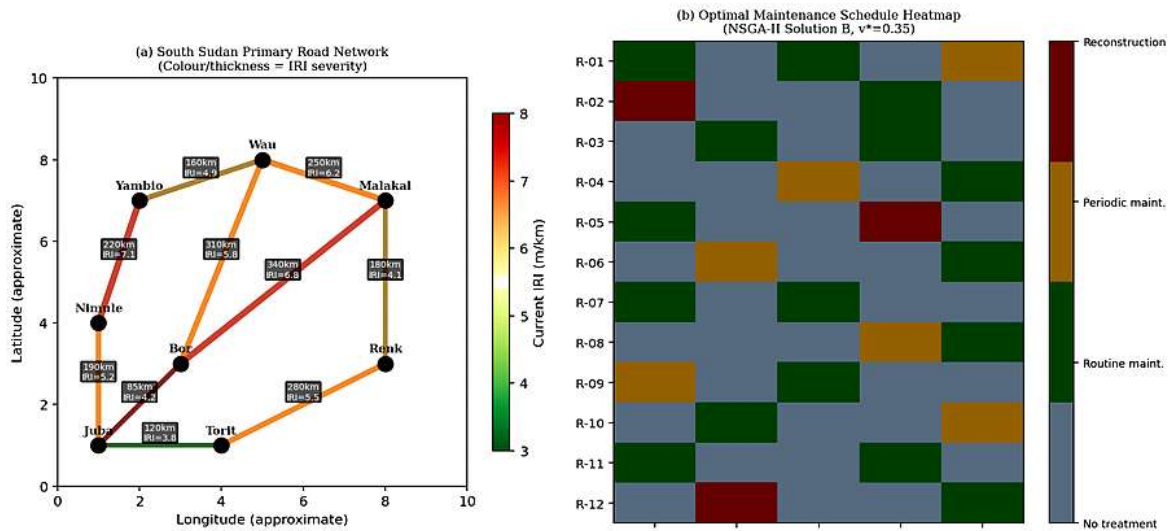 (a) South Sudan Primary Road Network
(Colour/thickness = IRI severity)
10
8
6
4
2
0
Latitude (approximate)
0 2 4 6 8 10
Longitude (approximate)
Wau
Yambio
Malakal
Nimule
Bor
Renk
Juba
Torit
160km
IRI=4.9
250km
IRI=6.2
220km
IRI=7.1
310km
IRI=5.8
340km
IRI=6.8
180km
IRI=4.1
190km
IRI=5.2
85km
IRI=4.2
280km
IRI=5.5
120km
IRI=3.8
8
7
6
5
4
3
Current IRI (m/km)
(b) Optimal Maintenance Schedule Heatmap
(NSGA-II Solution B, v*=0.35)
R-01
R-02
R-03
R-04
R-05
R-06
R-07
R-08
R-09
R-10
R-11
R-12
Reconstruction
Periodic maint.
Routine maint.
No treatment